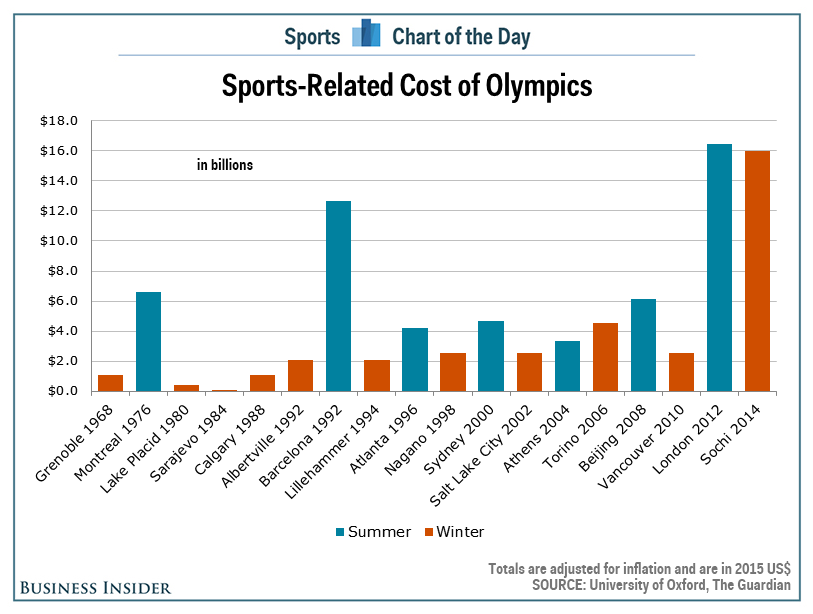 Sports Chart of the Day
Sports-Related Cost of Olympics
$18.0
$16.0
$14.0
$12.0
$10.0
$8.0
$6.0
$4.0
$2.0
$0.0
in billions
Grenoble 1968
Montreal 1976
Lake Placid 1980
Sarajevo 1984
Calgary 1988
Albertville 1992
Barcelona 1992
Lillehammer 1994
Atlanta 1996
Nagano 1998
Sydney 2000
Salt Lake City 2002
Athens 2004
Torino 2006
Beijing 2008
Vancouver 2010
London 2012
Sochi 2014
Summer Winter
Totals are adjusted for inflation and are in 2015 US$
BUSINESS INSIDER SOURCE: University of Oxford, The Guardian